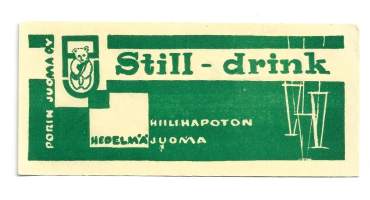 PORIN JUOMA OY
Still - drink
HIILIHAPOTON
HEDELMÄJUOMA